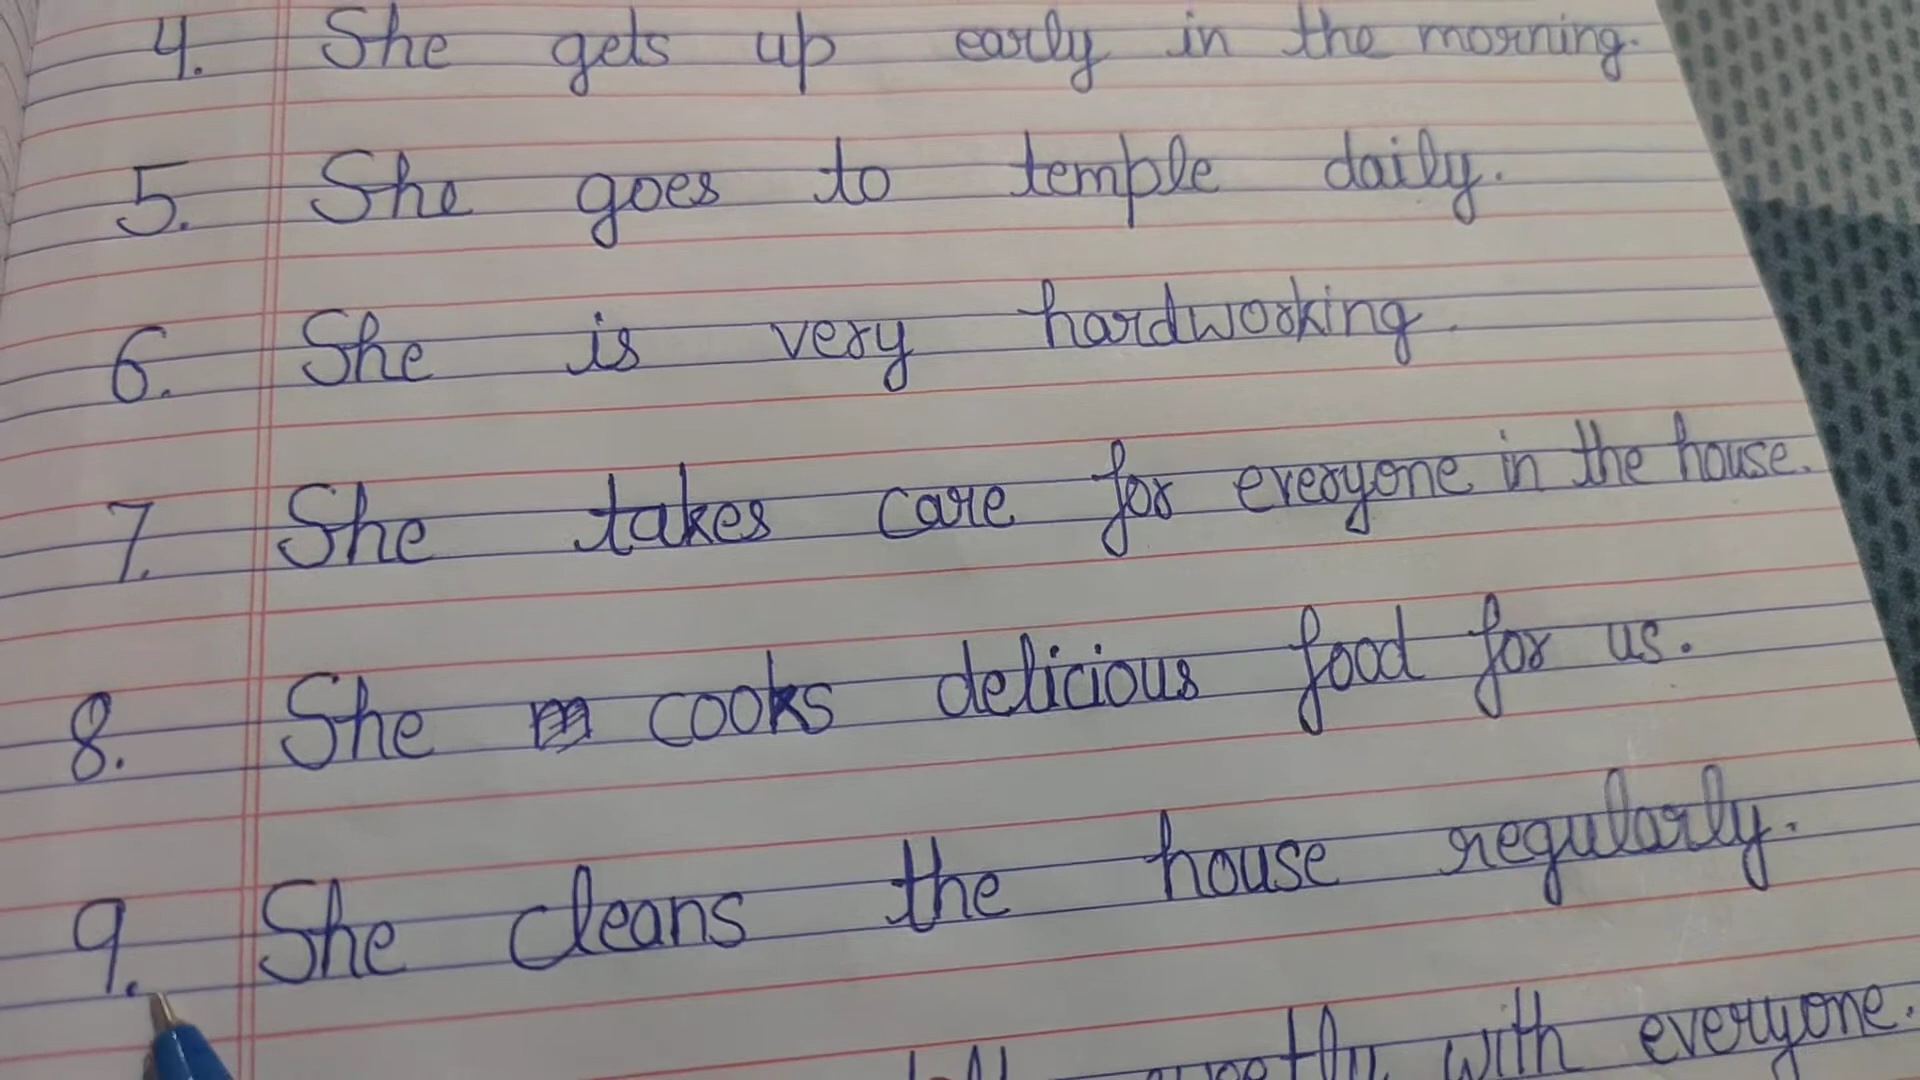 4. She gets up early in the morning.
5. She goes to temple daily.
6. She is very hardworking.
7. She takes care for everyone in the house.
8. She cooks delicious food for us.
9. She cleans the house regularly.
with everyone.